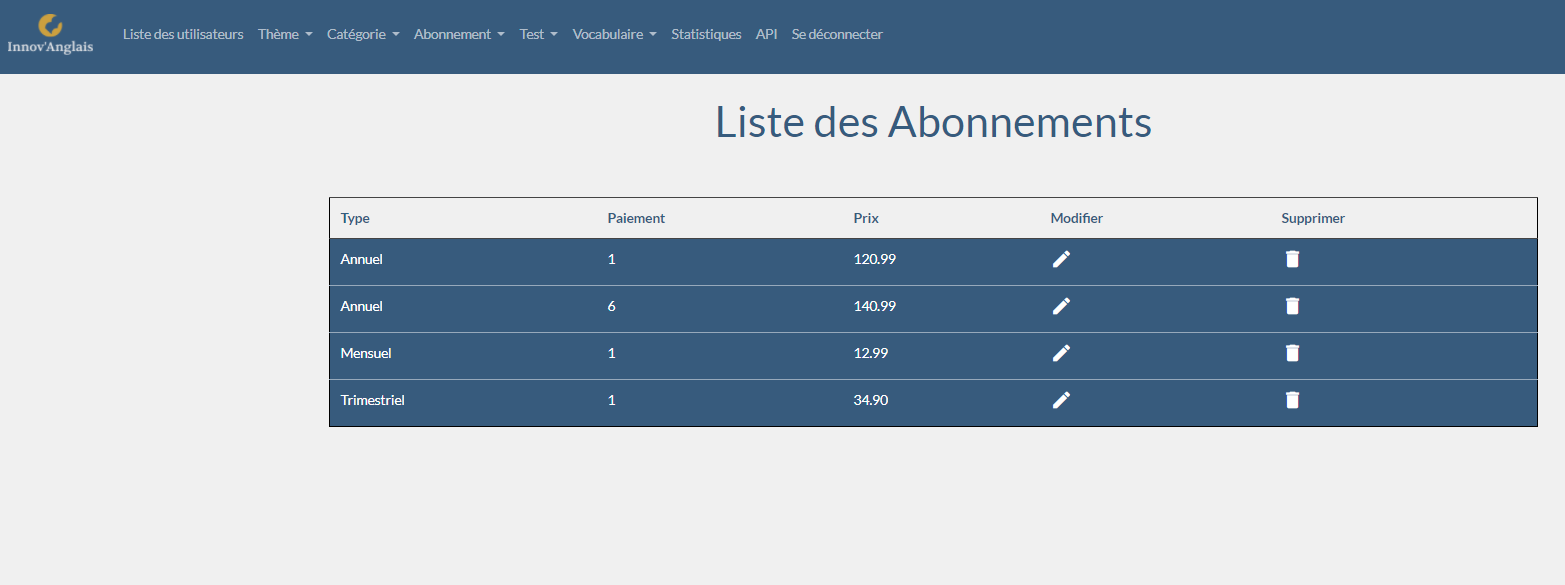 Innov'Anglais
Liste des utilisateurs Thème Catégorie Abonnement Test Vocabulaire Statistiques API Se déconnecter
Liste des Abonnements
Type Paiement Prix Modifier Supprimer
Annuel 1 120.99
Annuel 6 140.99
Mensuel 1 12.99
Trimestriel 1 34.90